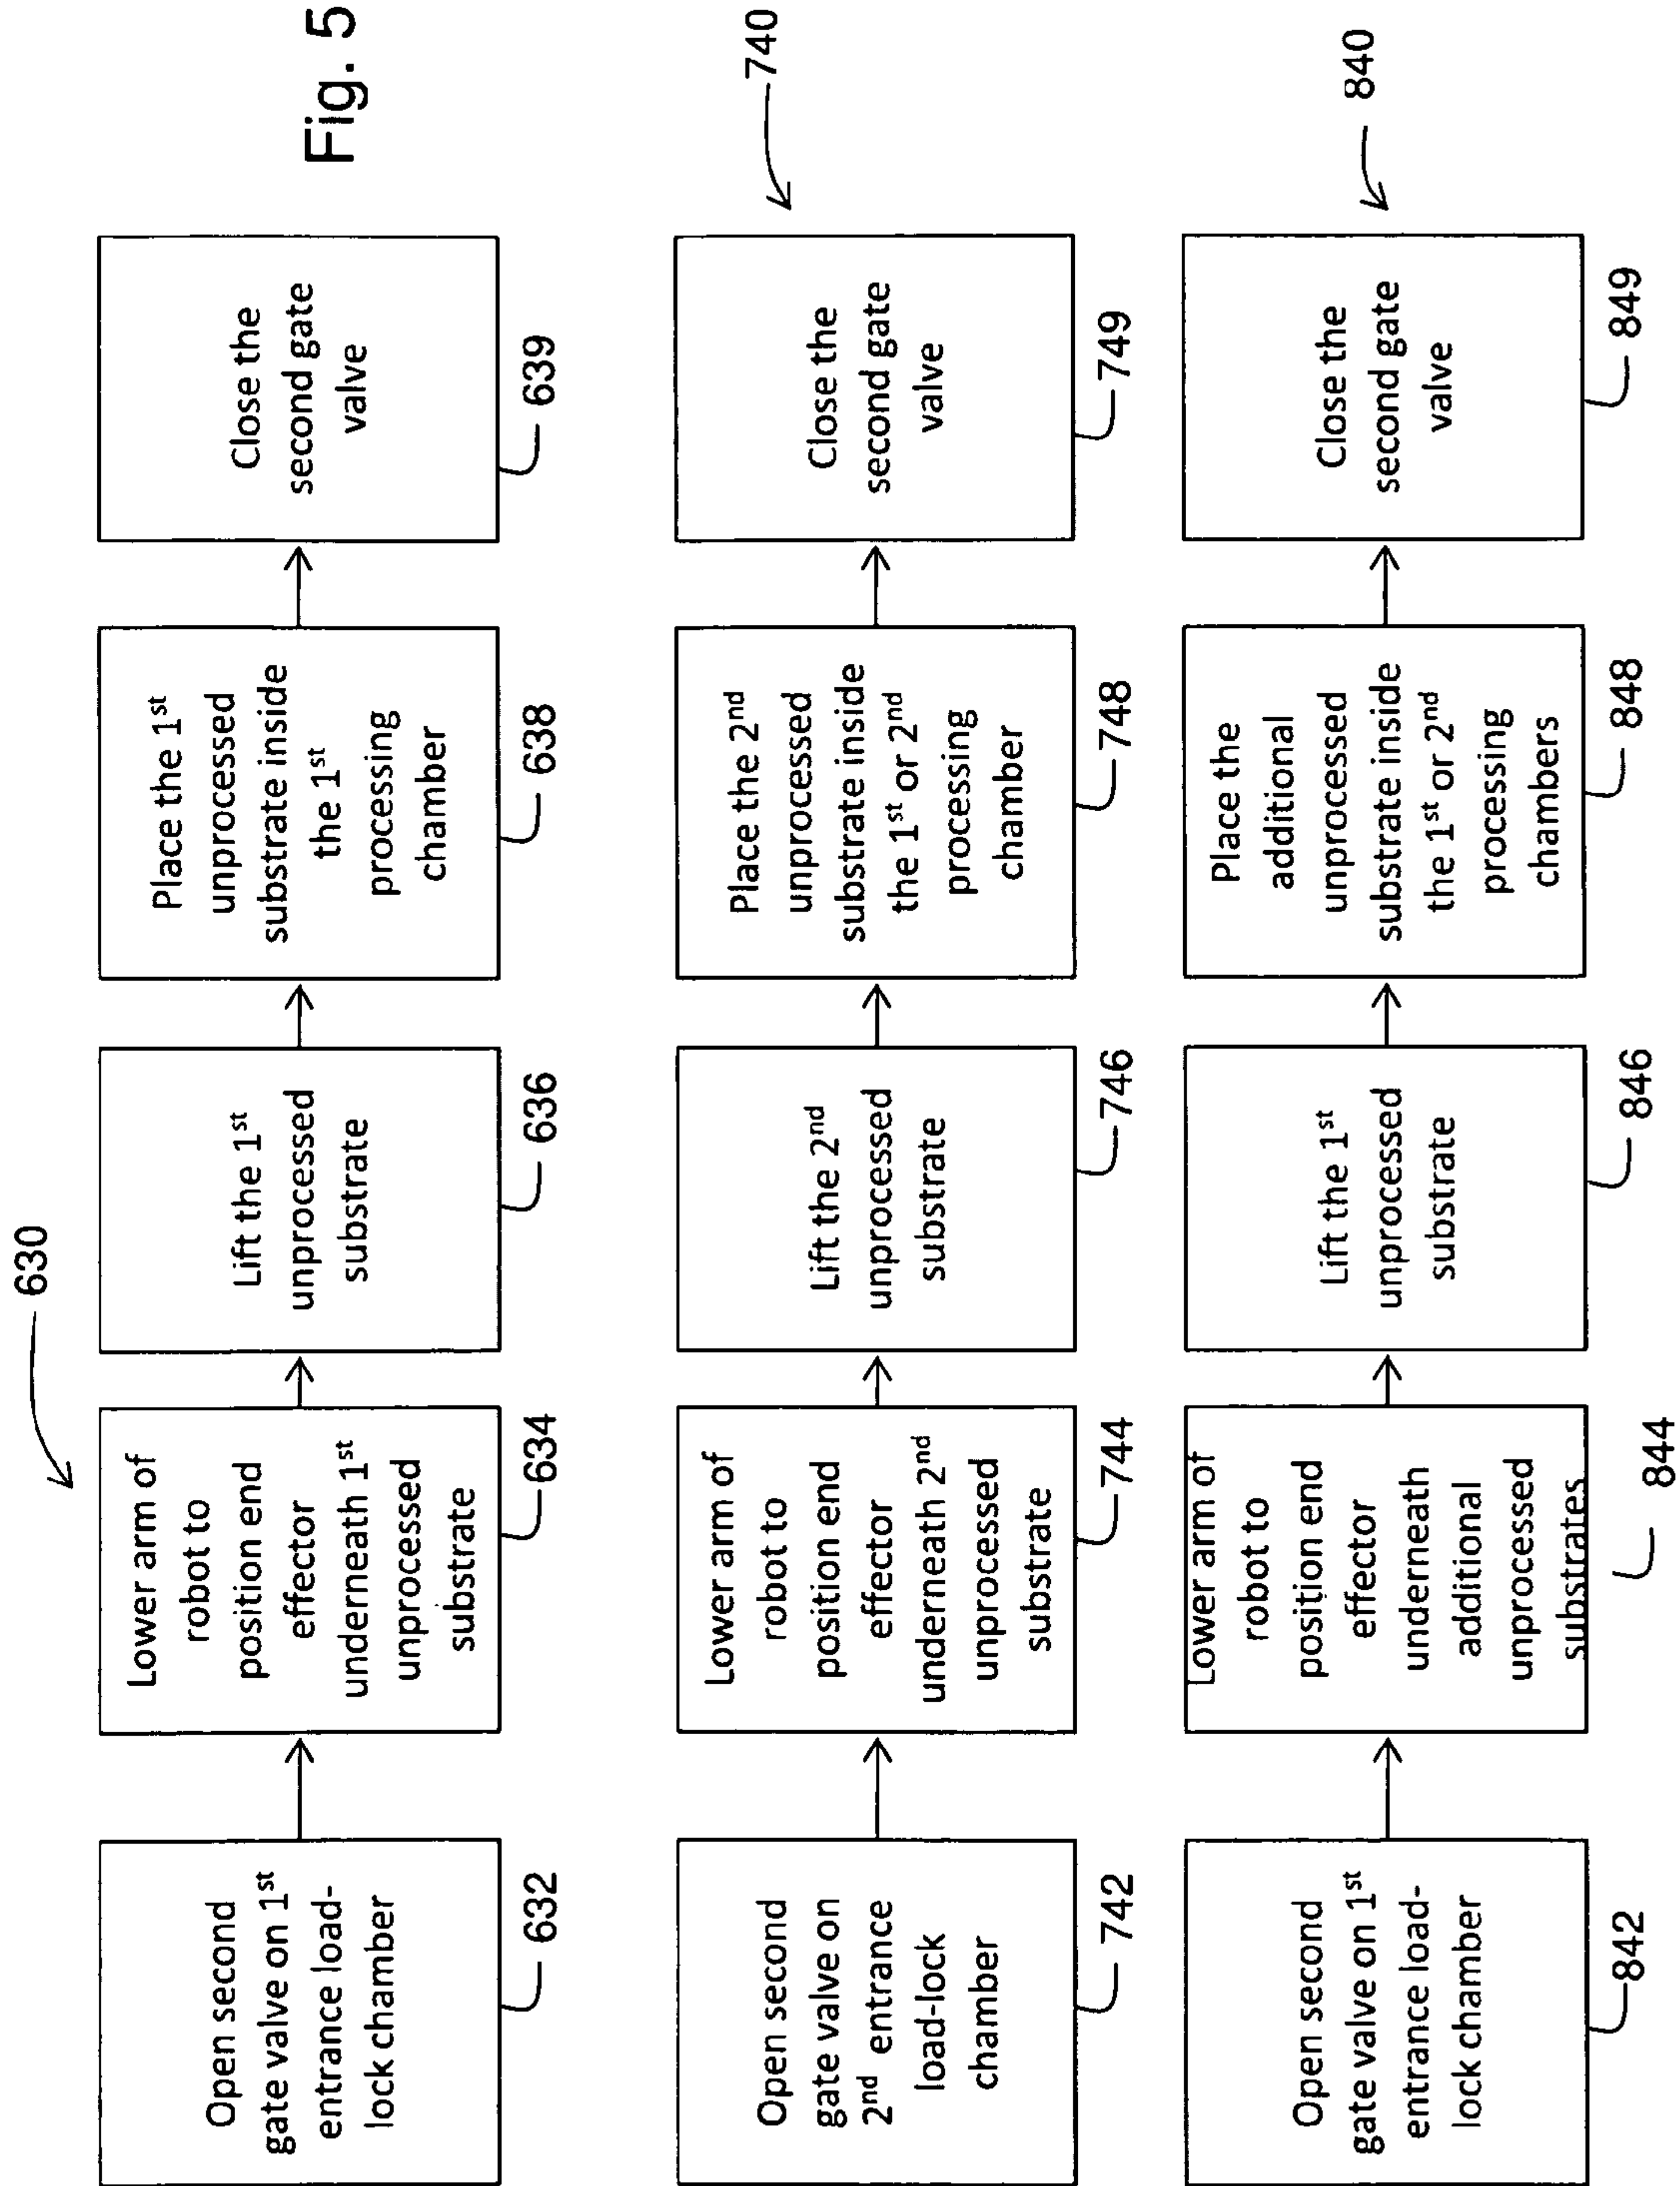 Fig. 5
630
Open second
gate valve on 1st
entrance load-
lock chamber
632
Lower arm of
robot to
position end
effector
underneath 1st
unprocessed
substrate
634
Lift the 1st
unprocessed
substrate
636
Place the 1st
unprocessed
substrate inside
the 1st
processing
chamber
638
Close the
second gate
valve
639
740
Open second
gate valve on
2nd entrance
load-lock
chamber
742
Lower arm of
robot to
position end
effector
underneath 2nd
unprocessed
substrate
744
Lift the 2nd
unprocessed
substrate
746
Place the 2nd
unprocessed
substrate inside
the 1st or 2nd
processing
chamber
748
Close the
second gate
valve
749
840
Open second
gate valve on 1st
entrance load-
lock chamber
842
Lower arm of
robot to
position end
effector
underneath
additional
unprocessed
substrates
844
Lift the 1st
unprocessed
substrate
846
Place the
additional
unprocessed
substrate inside
the 1st or 2nd
processing
chambers
848
Close the
second gate
valve
849